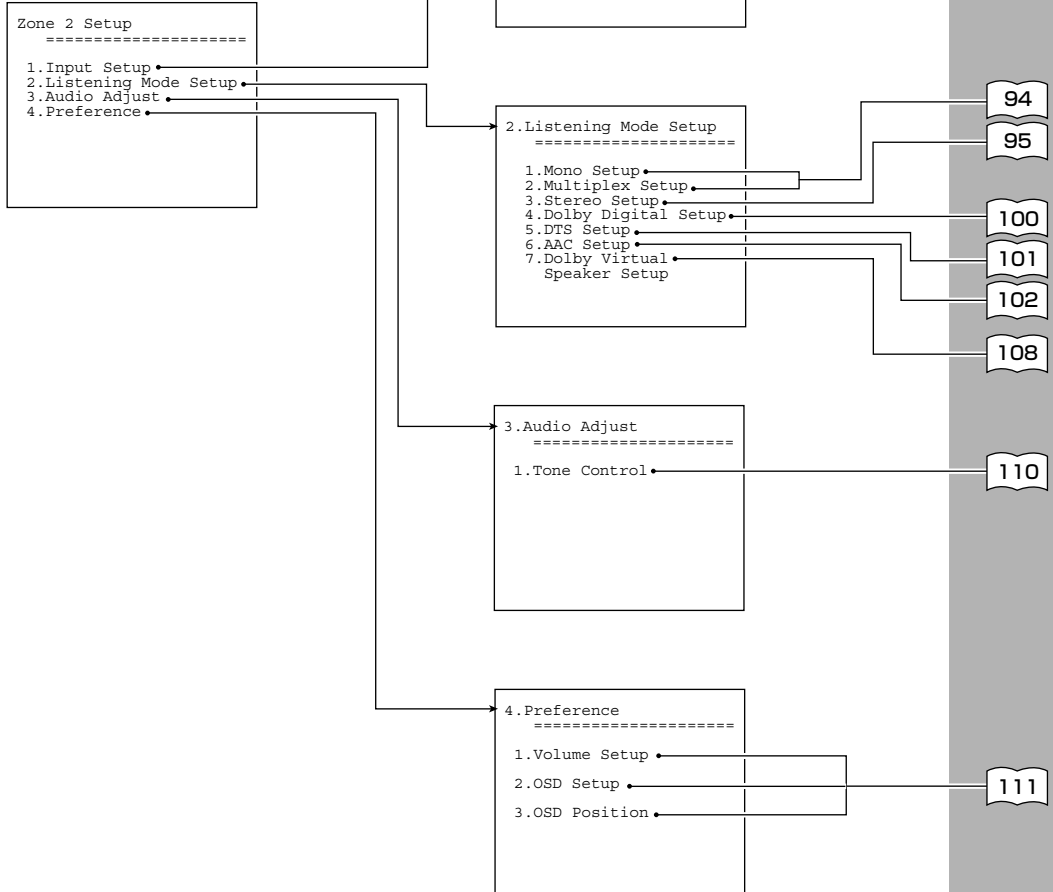 Zone 2 Setup
=====================
1.Input Setup
2.Listening Mode Setup
3.Audio Adjust
4.Preference
2.Listening Mode Setup
=====================
1.Mono Setup
2.Multiplex Setup
3.Stereo Setup
4.Dolby Digital Setup
5.DTS Setup
6.AAC Setup
7.Dolby Virtual
Speaker Setup
94
95
100
101
102
108
3.Audio Adjust
=====================
1.Tone Control
110
4.Preference
=====================
1.Volume Setup
2.OSD Setup
3.OSD Position
111